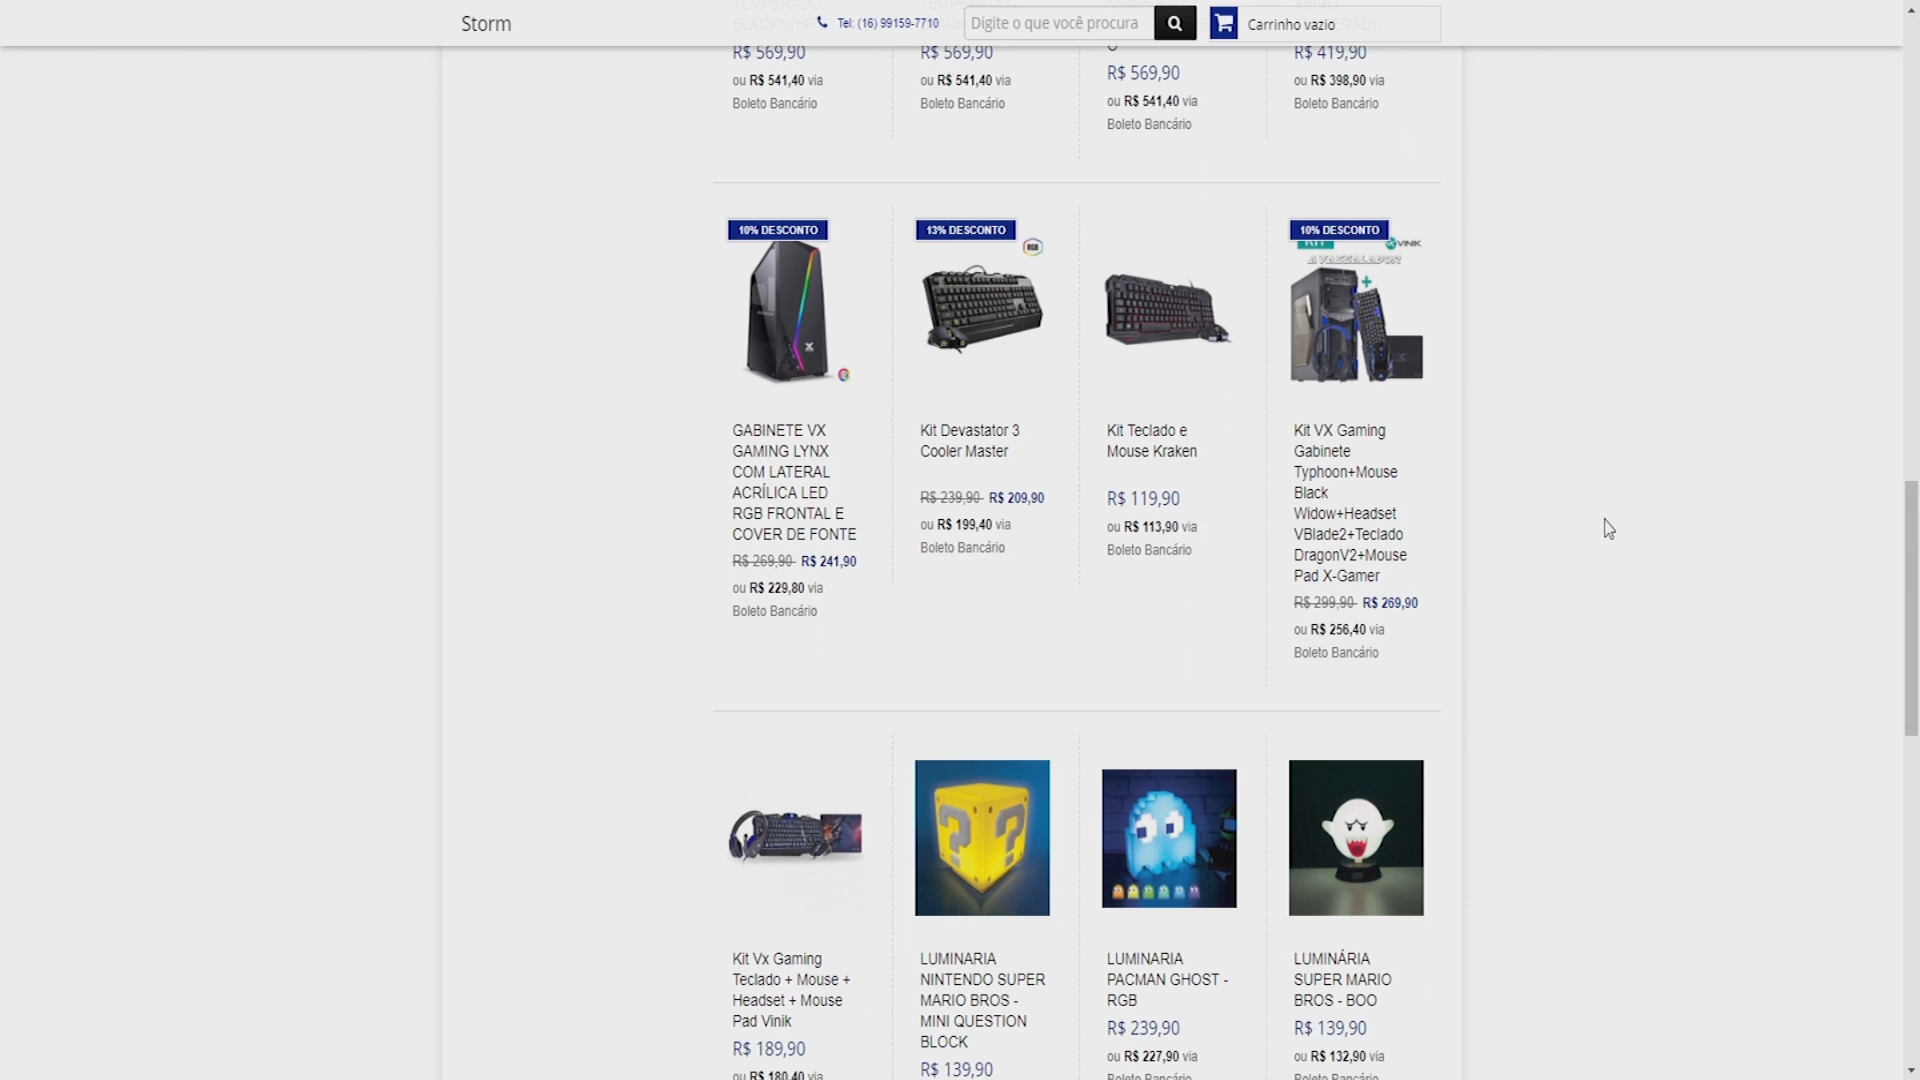 Storm
Tel: (16) 99159-7710
Digite o que você procura
Carrinho vazio
R$ 569,90
ou R$ 541,40 via
Boleto Bancário
R$ 569,90
ou R$ 541,40 via
Boleto Bancário
R$ 569,90
ou R$ 541,40 via
Boleto Bancário
R$ 419,90
ou R$ 398,90 via
Boleto Bancário
10% DESCONTO
GABINETE VX
GAMING LYNX
COM LATERAL
ACRÍLICA LED
RGB FRONTAL E
COVER DE FONTE
R$ 269,90 R$ 241,90
ou R$ 229,80 via
Boleto Bancário
13% DESCONTO
RGB
Kit Devastator 3
Cooler Master
R$ 239,90 R$ 209,90
ou R$ 199,40 via
Boleto Bancário
Kit Teclado e
Mouse Kraken
R$ 119,90
ou R$ 113,90 via
Boleto Bancário
10% DESCONTO
KIT
VINIK
AVASSALADOR!
Kit VX Gaming
Gabinete
Typhoon+Mouse
Black
Widow+Headset
VBlade2+Teclado
DragonV2+Mouse
Pad X-Gamer
R$ 299,90 R$ 269,90
ou R$ 256,40 via
Boleto Bancário
Kit Vx Gaming
Teclado + Mouse +
Headset + Mouse
Pad Vinik
R$ 189,90
ou R$ 180,40 via
? ?
LUMINARIA
NINTENDO SUPER
MARIO BROS -
MINI QUESTION
BLOCK
R$ 139,90
LUMINARIA
PACMAN GHOST -
RGB
R$ 239,90
ou R$ 227,90 via
Boleto Bancário
LUMINÁRIA
SUPER MARIO
BROS - BOO
R$ 139,90
ou R$ 132,90 via
Boleto Bancário